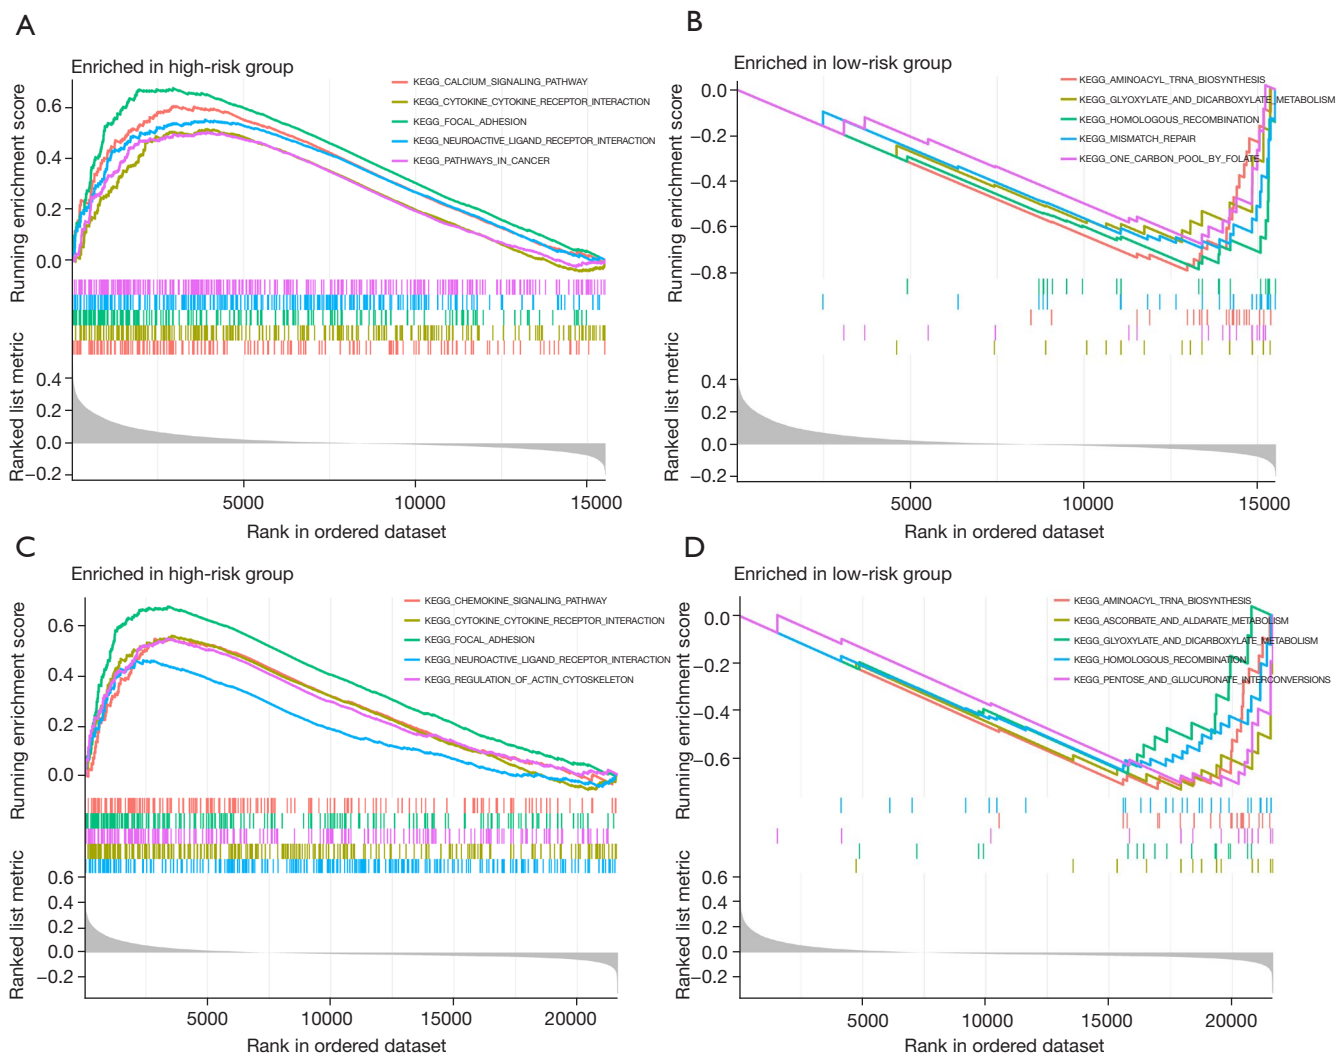 A
Enriched in high-risk group
KEGG_CALCIUM_SIGNALING_PATHWAY
KEGG_CYTOKINE_CYTOKINE_RECEPTOR_INTERACTION
KEGG_FOCAL_ADHESION
KEGG_NEUROACTIVE_LIGAND_RECEPTOR_INTERACTION
KEGG_PATHWAYS_IN_CANCER
Running enrichment score
0.6
0.4
0.2
0.0
Ranked list metric
0.4
0.2
0.0
−0.2
5000 10000 15000
Rank in ordered dataset
B
Enriched in low-risk group
KEGG_AMINOACYL_TRNA_BIOSYNTHESIS
KEGG_GLYOXYLATE_AND_DICARBOXYLATE_METABOLISM
KEGG_HOMOLOGOUS_RECOMBINATION
KEGG_MISMATCH_REPAIR
KEGG_ONE_CARBON_POOL_BY_FOLATE
Running enrichment score
0.0
−0.2
−0.4
−0.6
−0.8
Ranked list metric
0.4
0.2
0.0
−0.2
5000 10000 15000
Rank in ordered dataset
C
Enriched in high-risk group
KEGG_CHEMOKINE_SIGNALING_PATHWAY
KEGG_CYTOKINE_CYTOKINE_RECEPTOR_INTERACTION
KEGG_FOCAL_ADHESION
KEGG_NEUROACTIVE_LIGAND_RECEPTOR_INTERACTION
KEGG_REGULATION_OF_ACTIN_CYTOSKELETON
Running enrichment score
0.6
0.4
0.2
0.0
Ranked list metric
0.6
0.4
0.2
0.0
−0.2
5000 10000 15000 20000
Rank in ordered dataset
D
Enriched in low-risk group
KEGG_AMINOACYL_TRNA_BIOSYNTHESIS
KEGG_ASCORBATE_AND_ALDARATE_METABOLISM
KEGG_GLYOXYLATE_AND_DICARBOXYLATE_METABOLISM
KEGG_HOMOLOGOUS_RECOMBINATION
KEGG_PENTOSE_AND_GLUCURONATE_INTERCONVERSIONS
Running enrichment score
0.0
−0.2
−0.4
−0.6
Ranked list metric
0.6
0.4
0.2
0.0
−0.2
5000 10000 15000 20000
Rank in ordered dataset